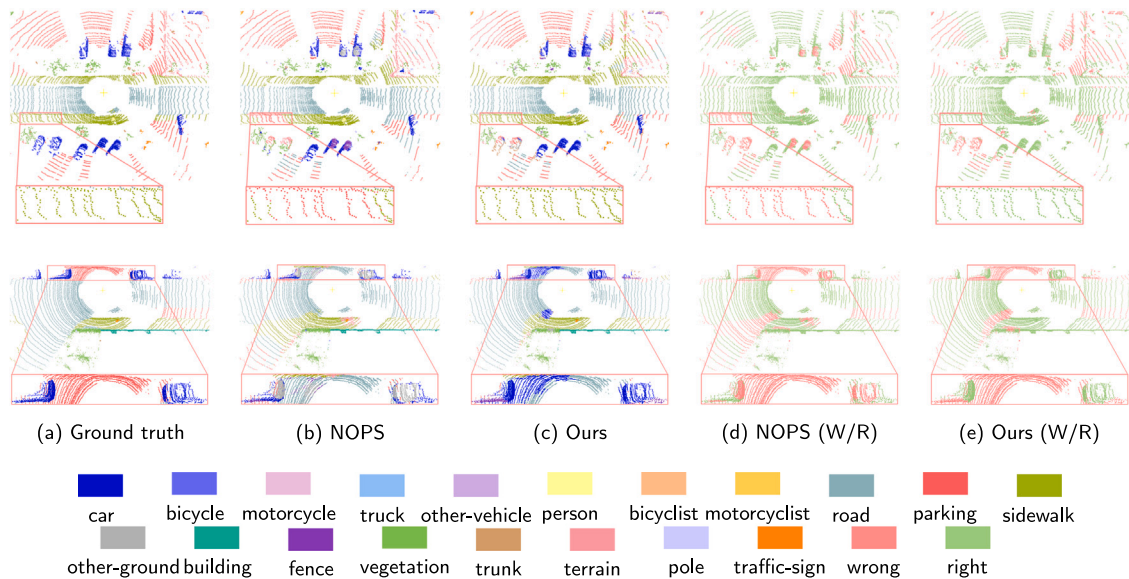 (a) Ground truth (b) NOPS (c) Ours (d) NOPS (W/R) (e) Ours (W/R)
car bicycle motorcycle truck other-vehicle person bicyclist motorcyclist road parking sidewalk
other-ground building fence vegetation trunk terrain pole traffic-sign wrong right